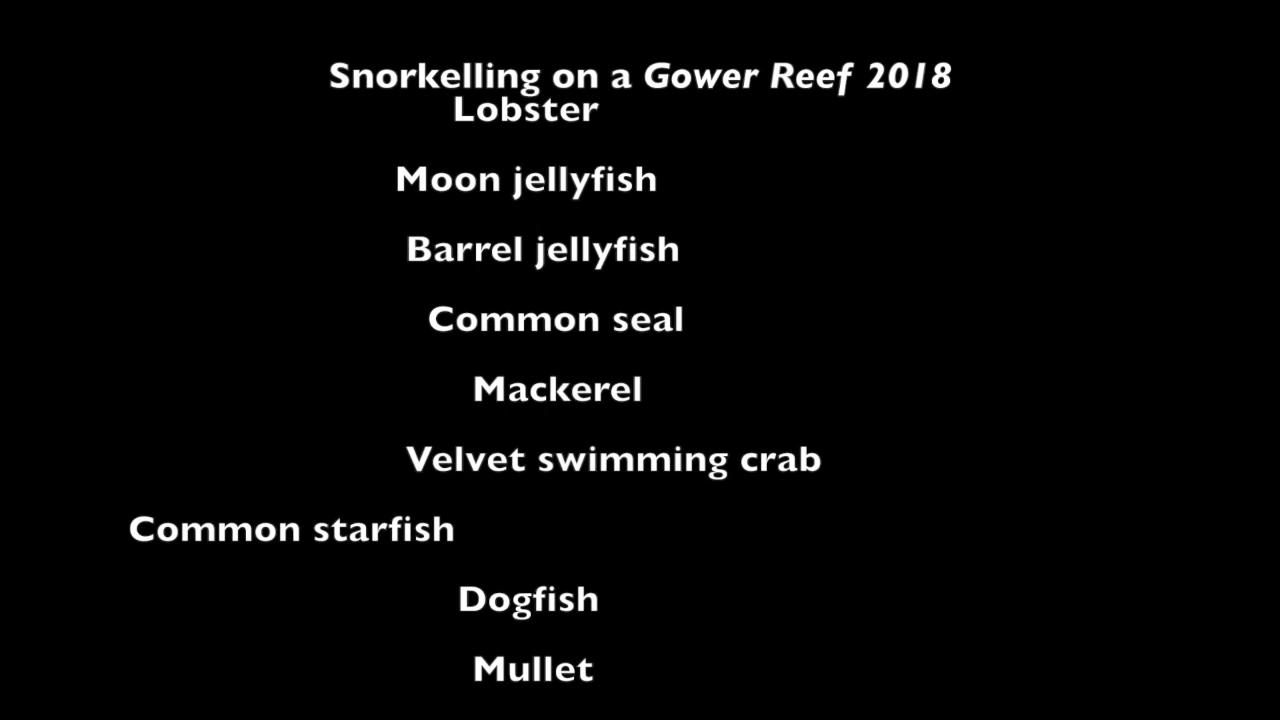 Snorkelling on a Gower Reef 2018
Lobster
Moon jellyfish
Barrel jellyfish
Common seal
Mackerel
Velvet swimming crab
Common starfish
Dogfish
Mullet